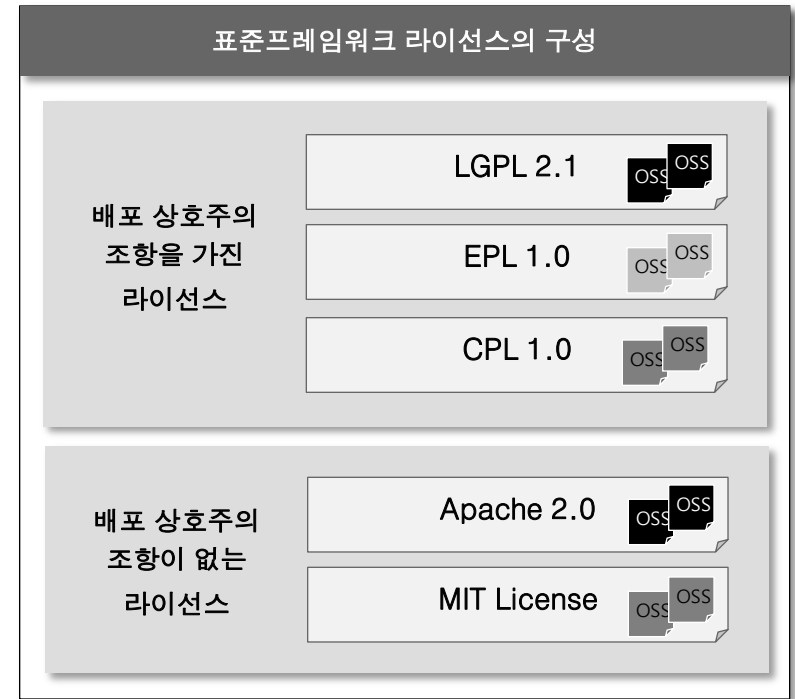 표준프레임워크 라이선스의 구성
배포 상호주의
조항을 가진
라이선스
LGPL 2.1
OSS
OSS
EPL 1.0
OSS
OSS
CPL 1.0
OSS
OSS
배포 상호주의
조항이 없는
라이선스
Apache 2.0
OSS
OSS
MIT License
OSS
OSS